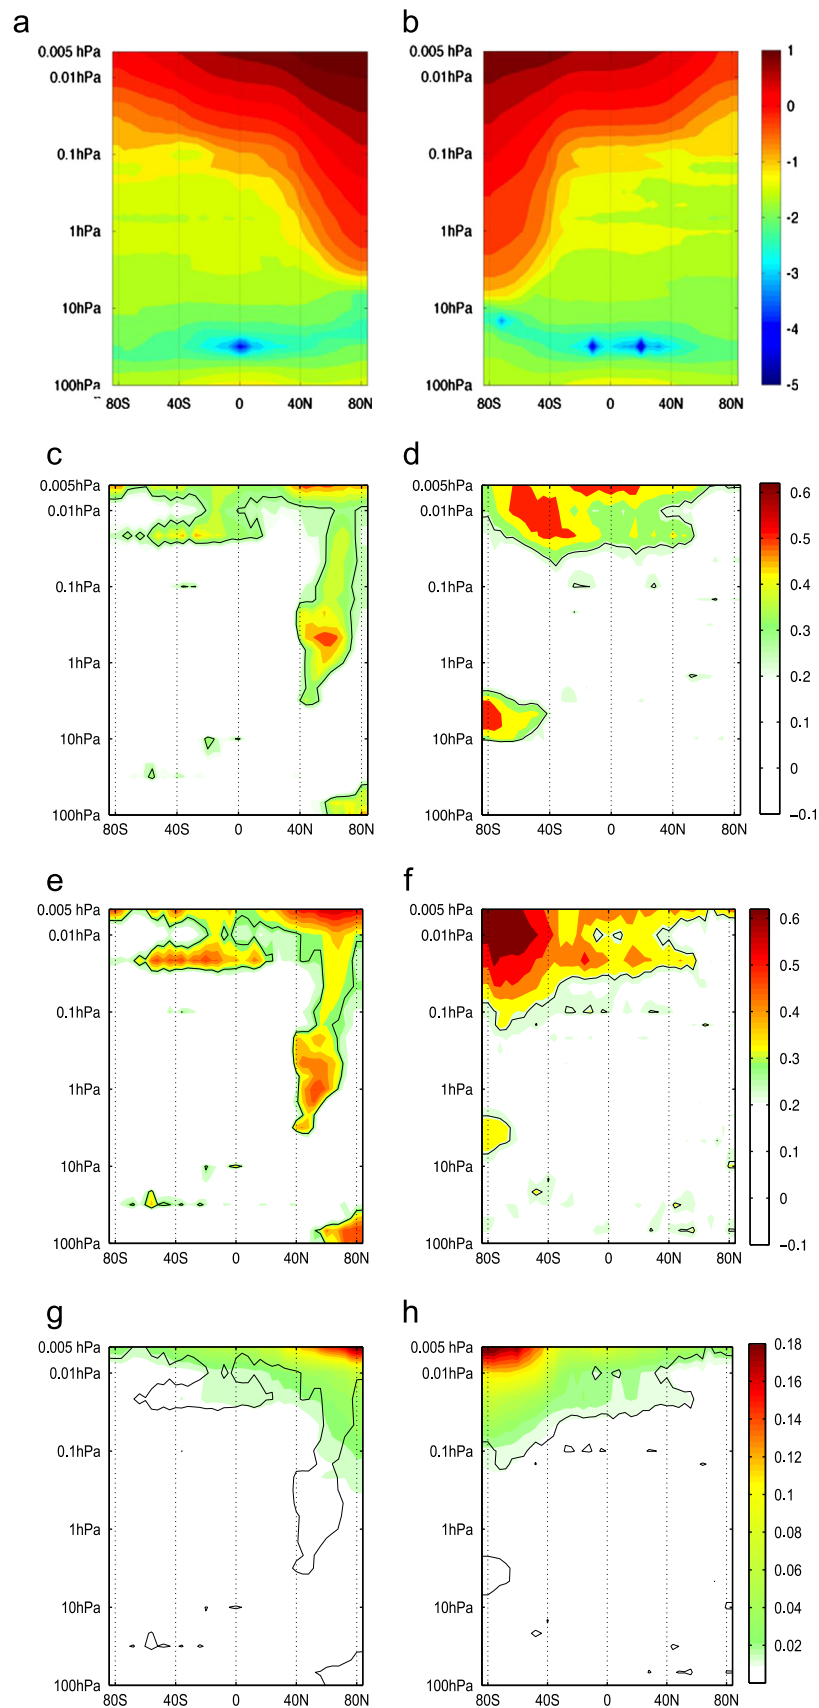 a
b
0.005 hPa
0.01hPa
0.1hPa
1hPa
10hPa
100hPa
80S 40S 0 40N 80N
0.005 hPa
0.01hPa
0.1hPa
1hPa
10hPa
100hPa
80S 40S 0 40N 80N
1
0
-1
-2
-3
-4
-5
c
d
0.005hPa
0.01hPa
0.1hPa
1hPa
10hPa
100hPa
80S 40S 0 40N 80N
0.005hPa
0.01hPa
0.1hPa
1hPa
10hPa
100hPa
80S 40S 0 40N 80N
0.6
0.5
0.4
0.3
0.2
0.1
0
−0.1
e
f
0.005 hPa
0.01hPa
0.1hPa
1hPa
10hPa
100hPa
80S 40S 0 40N 80N
0.005 hPa
0.01hPa
0.1hPa
1hPa
10hPa
100hPa
80S 40S 0 40N 80N
0.6
0.5
0.4
0.3
0.2
0.1
0
−0.1
g
h
0.005 hPa
0.01hPa
0.1hPa
1hPa
10hPa
100hPa
80S 40S 0 40N 80N
0.005 hPa
0.01hPa
0.1hPa
1hPa
10hPa
100hPa
80S 40S 0 40N 80N
0.18
0.16
0.14
0.12
0.1
0.08
0.06
0.04
0.02